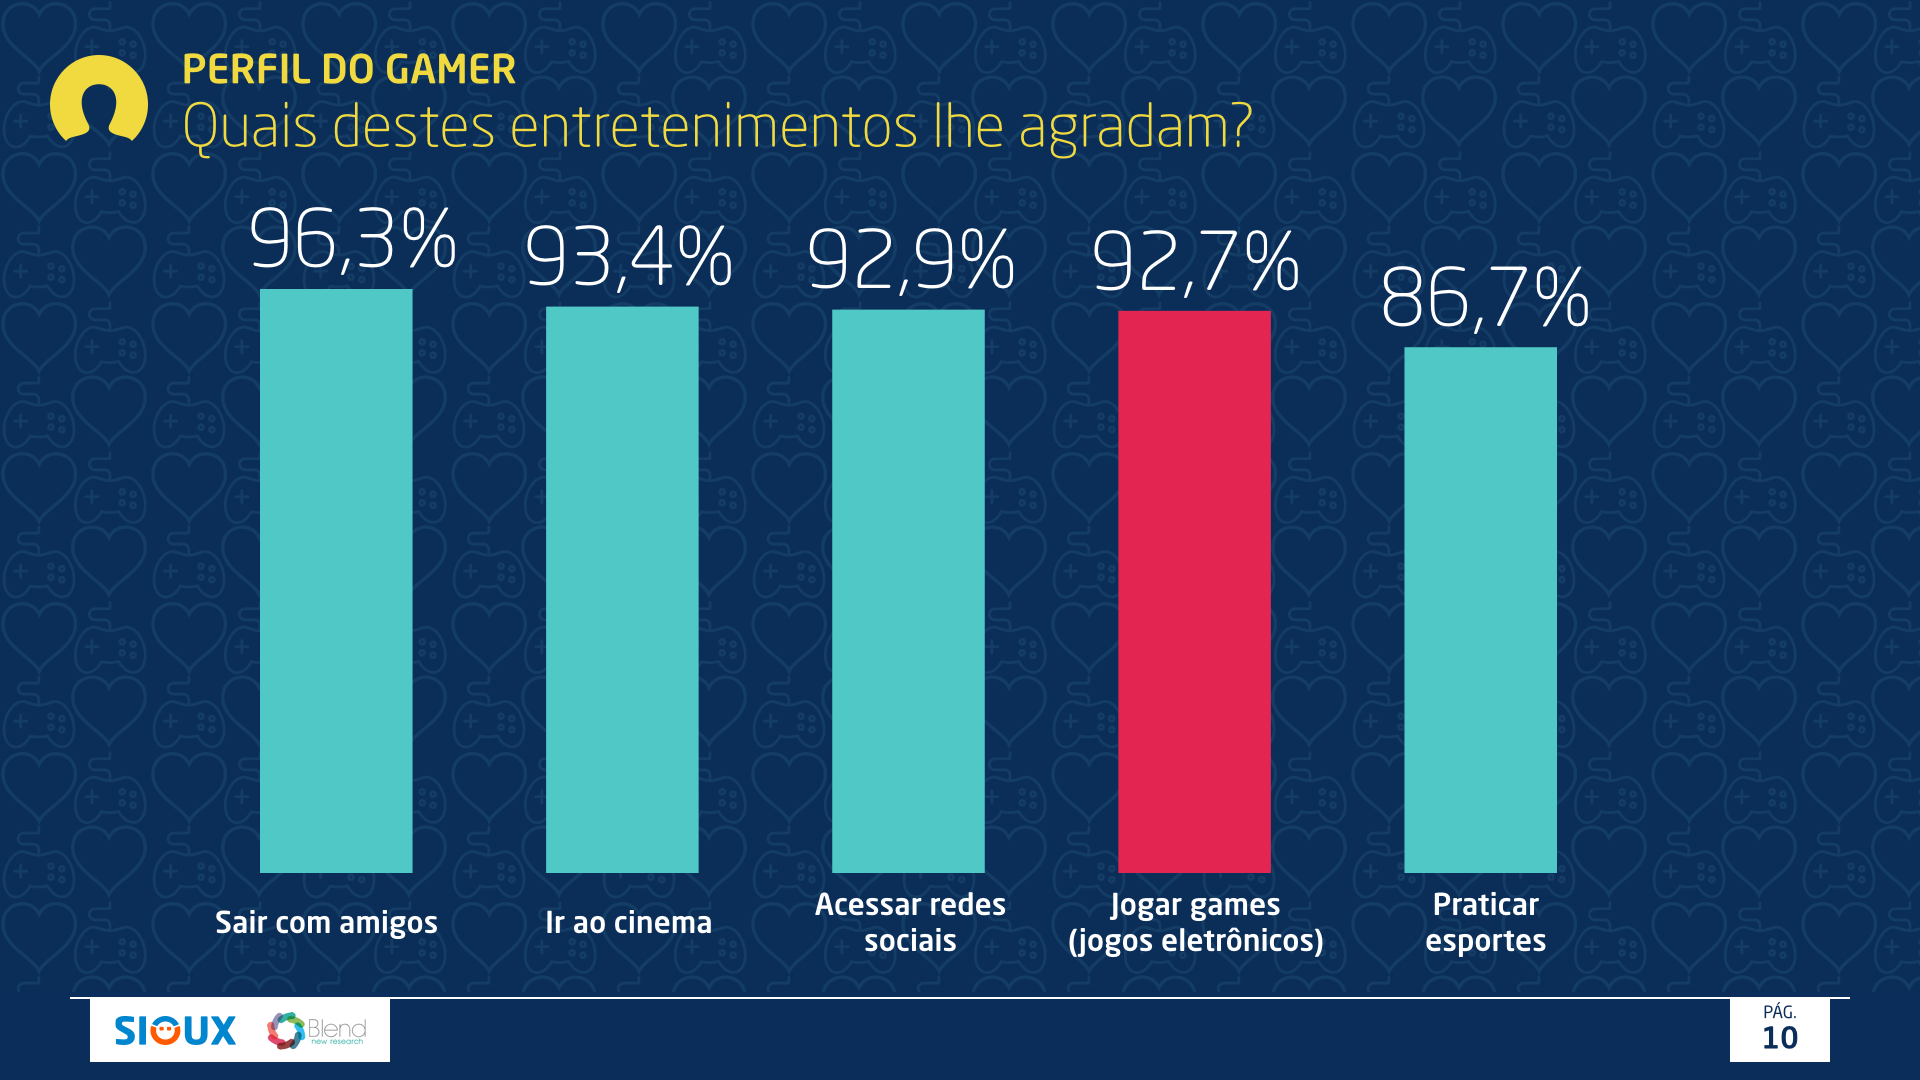 PERFIL DO GAMER
Quais destes entretenimentos lhe agradam?
96,3%
93,4%
92,9%
92,7%
86,7%
Sair com amigos
Ir ao cinema
Acessar redes
sociais
Jogar games
(jogos eletrônicos)
Praticar
esportes
SIOUX
Blend
new research
PÁG.
10